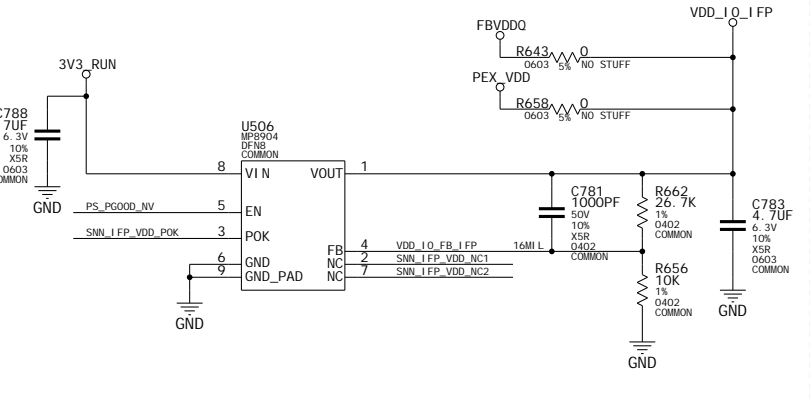 VDD_IO_IFP
FBVDDQ
R643 0
0603 5% NO STUFF
3V3_RUN
PEX_VDD
R658 0
0603 5% NO STUFF
C788
7UF
6.3V
10%
X5R
0603
COMMON
GND
U506
MP8904
DFN8
COMMON
8 VIN
VOUT 1
PS_PGOOD_NV 5 EN
SNN_IFP_VDD_POK 3 POK
FB 4 VDD_IO_FB_IFP 16MIL
6 GND
NC 2 SNN_IFP_VDD_NC1
9 GND_PAD
NC 7 SNN_IFP_VDD_NC2
GND
C781
1000PF
50V
10%
X5R
0402
COMMON
R662
26.7K
1%
0402
COMMON
R656
10K
1%
0402
COMMON
GND
C783
4.7UF
6.3V
10%
X5R
0603
COMMON
GND